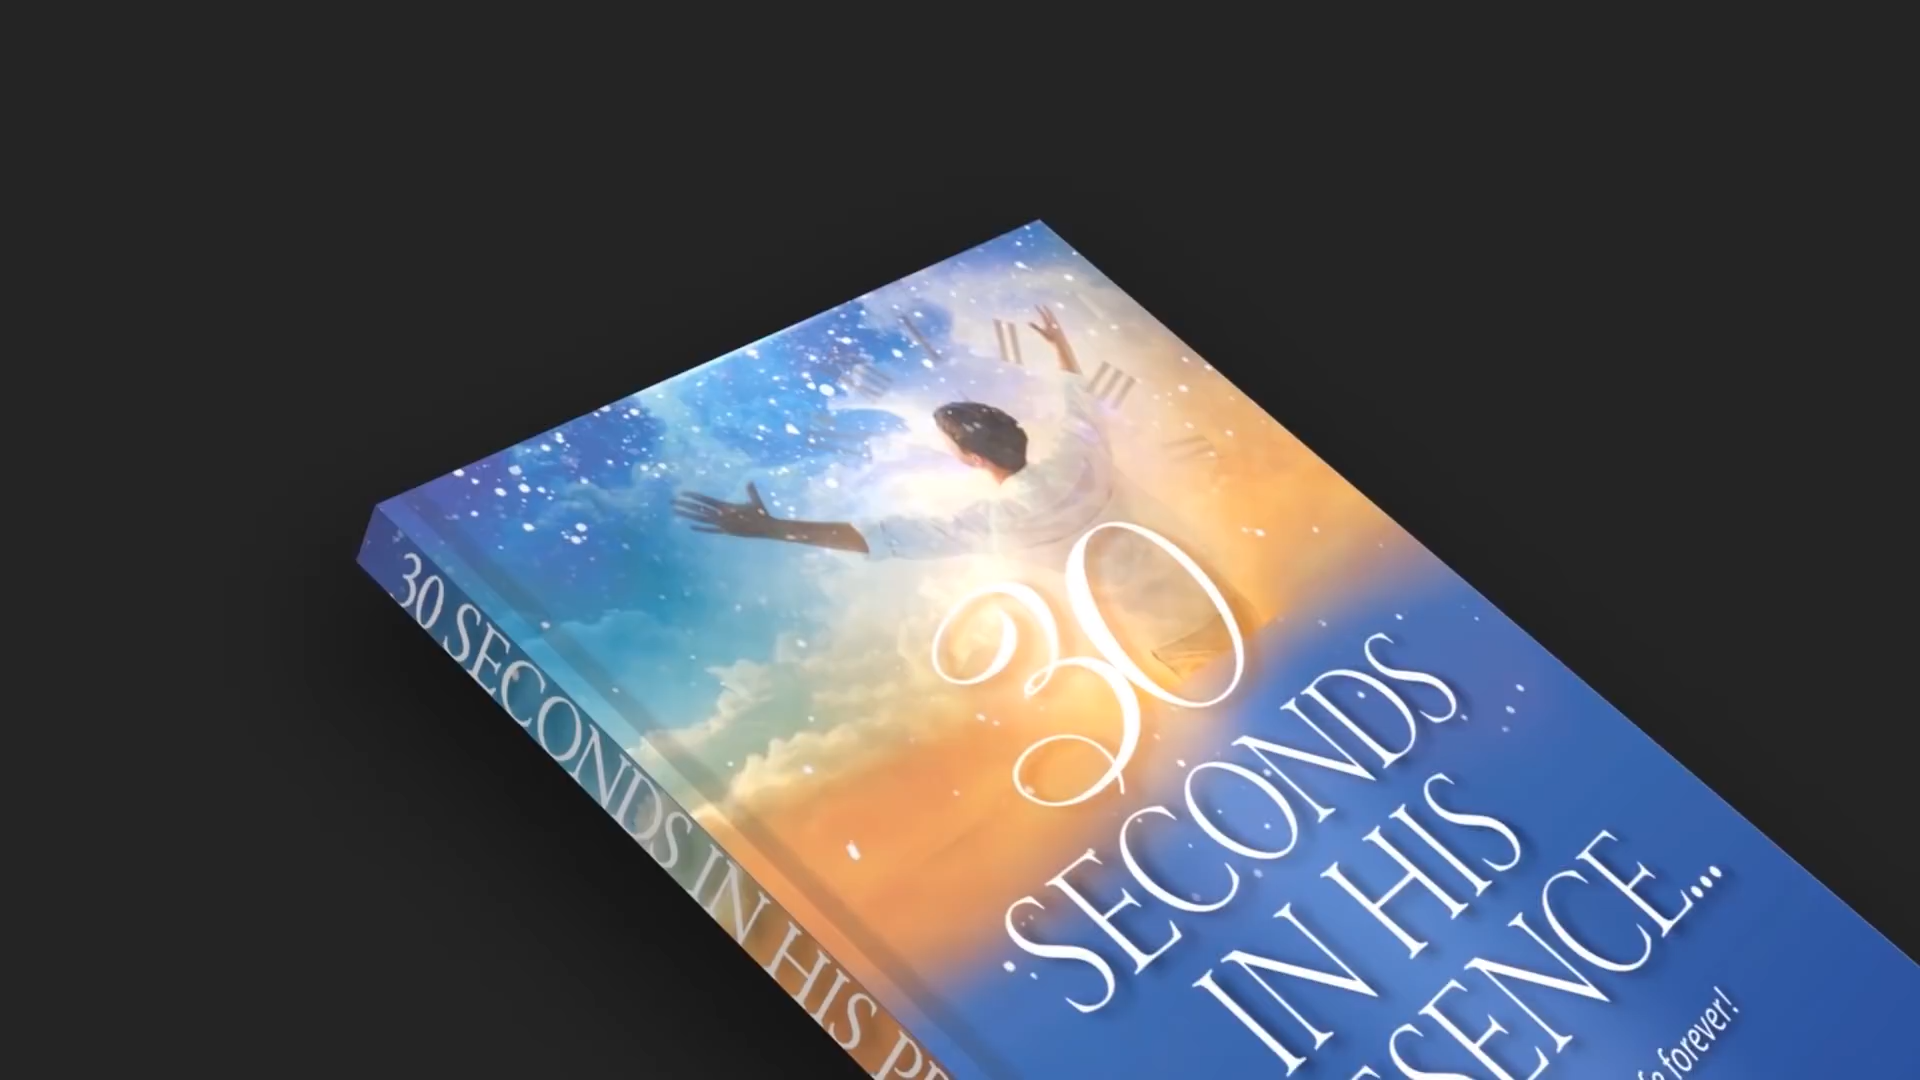 30
SECONDS
IN HIS
ESENCE...
forever!
30 SECONDS IN HIS PR